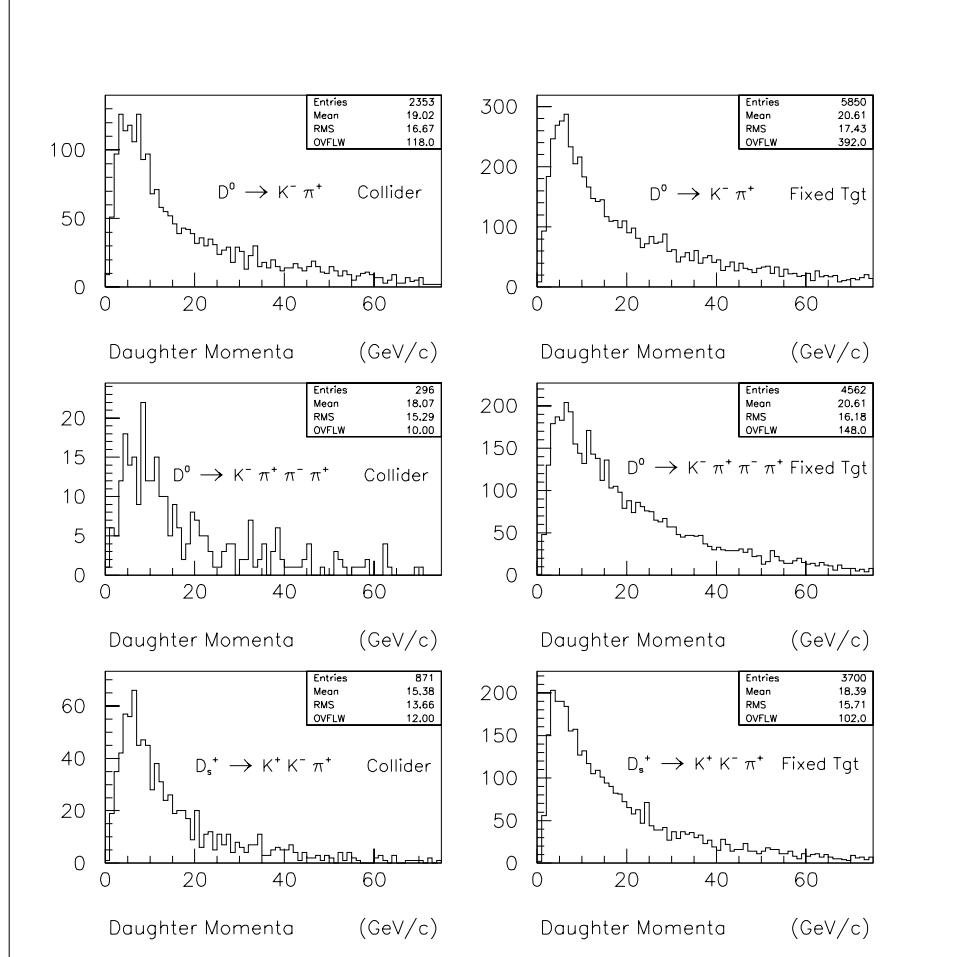 Entries 2353
Mean 19.02
RMS 16.67
OVFLW 118.0
D⁰ → K⁻ π⁺ Collider
100
50
0
0 20 40 60
Daughter Momenta (GeV/c)
Entries 5850
Mean 20.61
RMS 17.43
OVFLW 392.0
D⁰ → K⁻ π⁺ Fixed Tgt
300
200
100
0
0 20 40 60
Daughter Momenta (GeV/c)
Entries 296
Mean 18.07
RMS 15.29
OVFLW 10.00
D⁰ → K⁻ π⁺ π⁻ π⁺ Collider
20
15
10
5
0
0 20 40 60
Daughter Momenta (GeV/c)
Entries 4562
Mean 20.61
RMS 16.18
OVFLW 148.0
D⁰ → K⁻ π⁺ π⁻ π⁺ Fixed Tgt
200
150
100
50
0
0 20 40 60
Daughter Momenta (GeV/c)
Entries 871
Mean 15.38
RMS 13.66
OVFLW 12.00
Dₛ⁺ → K⁺ K⁻ π⁺ Collider
60
40
20
0
0 20 40 60
Daughter Momenta (GeV/c)
Entries 3700
Mean 18.39
RMS 15.71
OVFLW 102.0
Dₛ⁺ → K⁺ K⁻ π⁺ Fixed Tgt
200
150
100
50
0
0 20 40 60
Daughter Momenta (GeV/c)